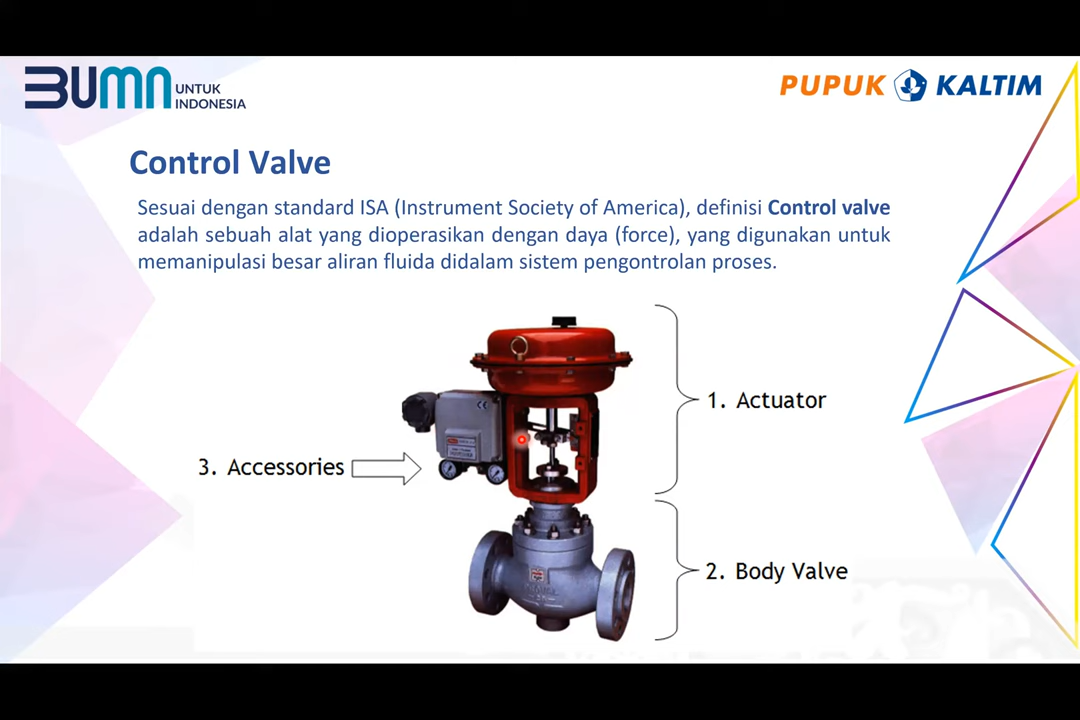 BUMN
UNTUK
INDONESIA
PUPUK KALTIM
Control Valve
Sesuai dengan standard ISA (Instrument Society of America), definisi Control valve
adalah sebuah alat yang dioperasikan dengan daya (force), yang digunakan untuk
memanipulasi besar aliran fluida didalam sistem pengontrolan proses.
1. Actuator
3. Accessories
2. Body Valve